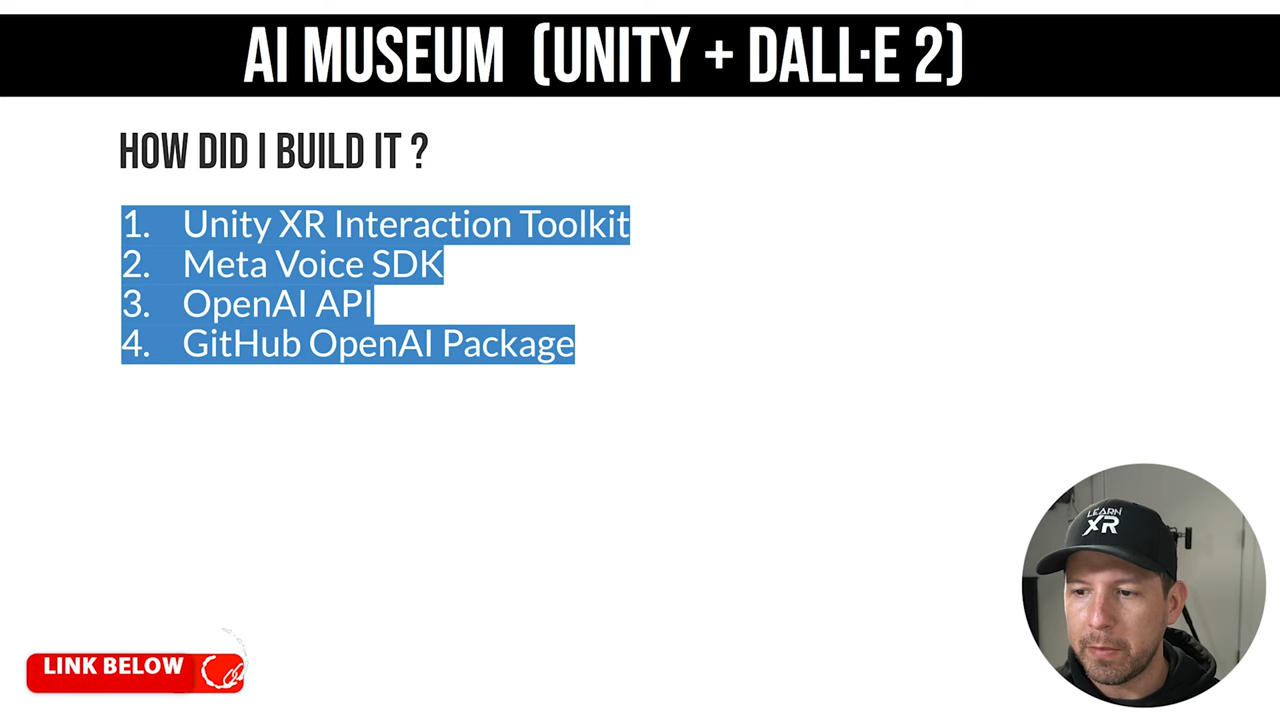 AI MUSEUM (UNITY + DALL·E 2)
HOW DID I BUILD IT ?
1. Unity XR Interaction Toolkit
2. Meta Voice SDK
3. OpenAI API
4. GitHub OpenAI Package
LEARN
XR
LINK BELOW